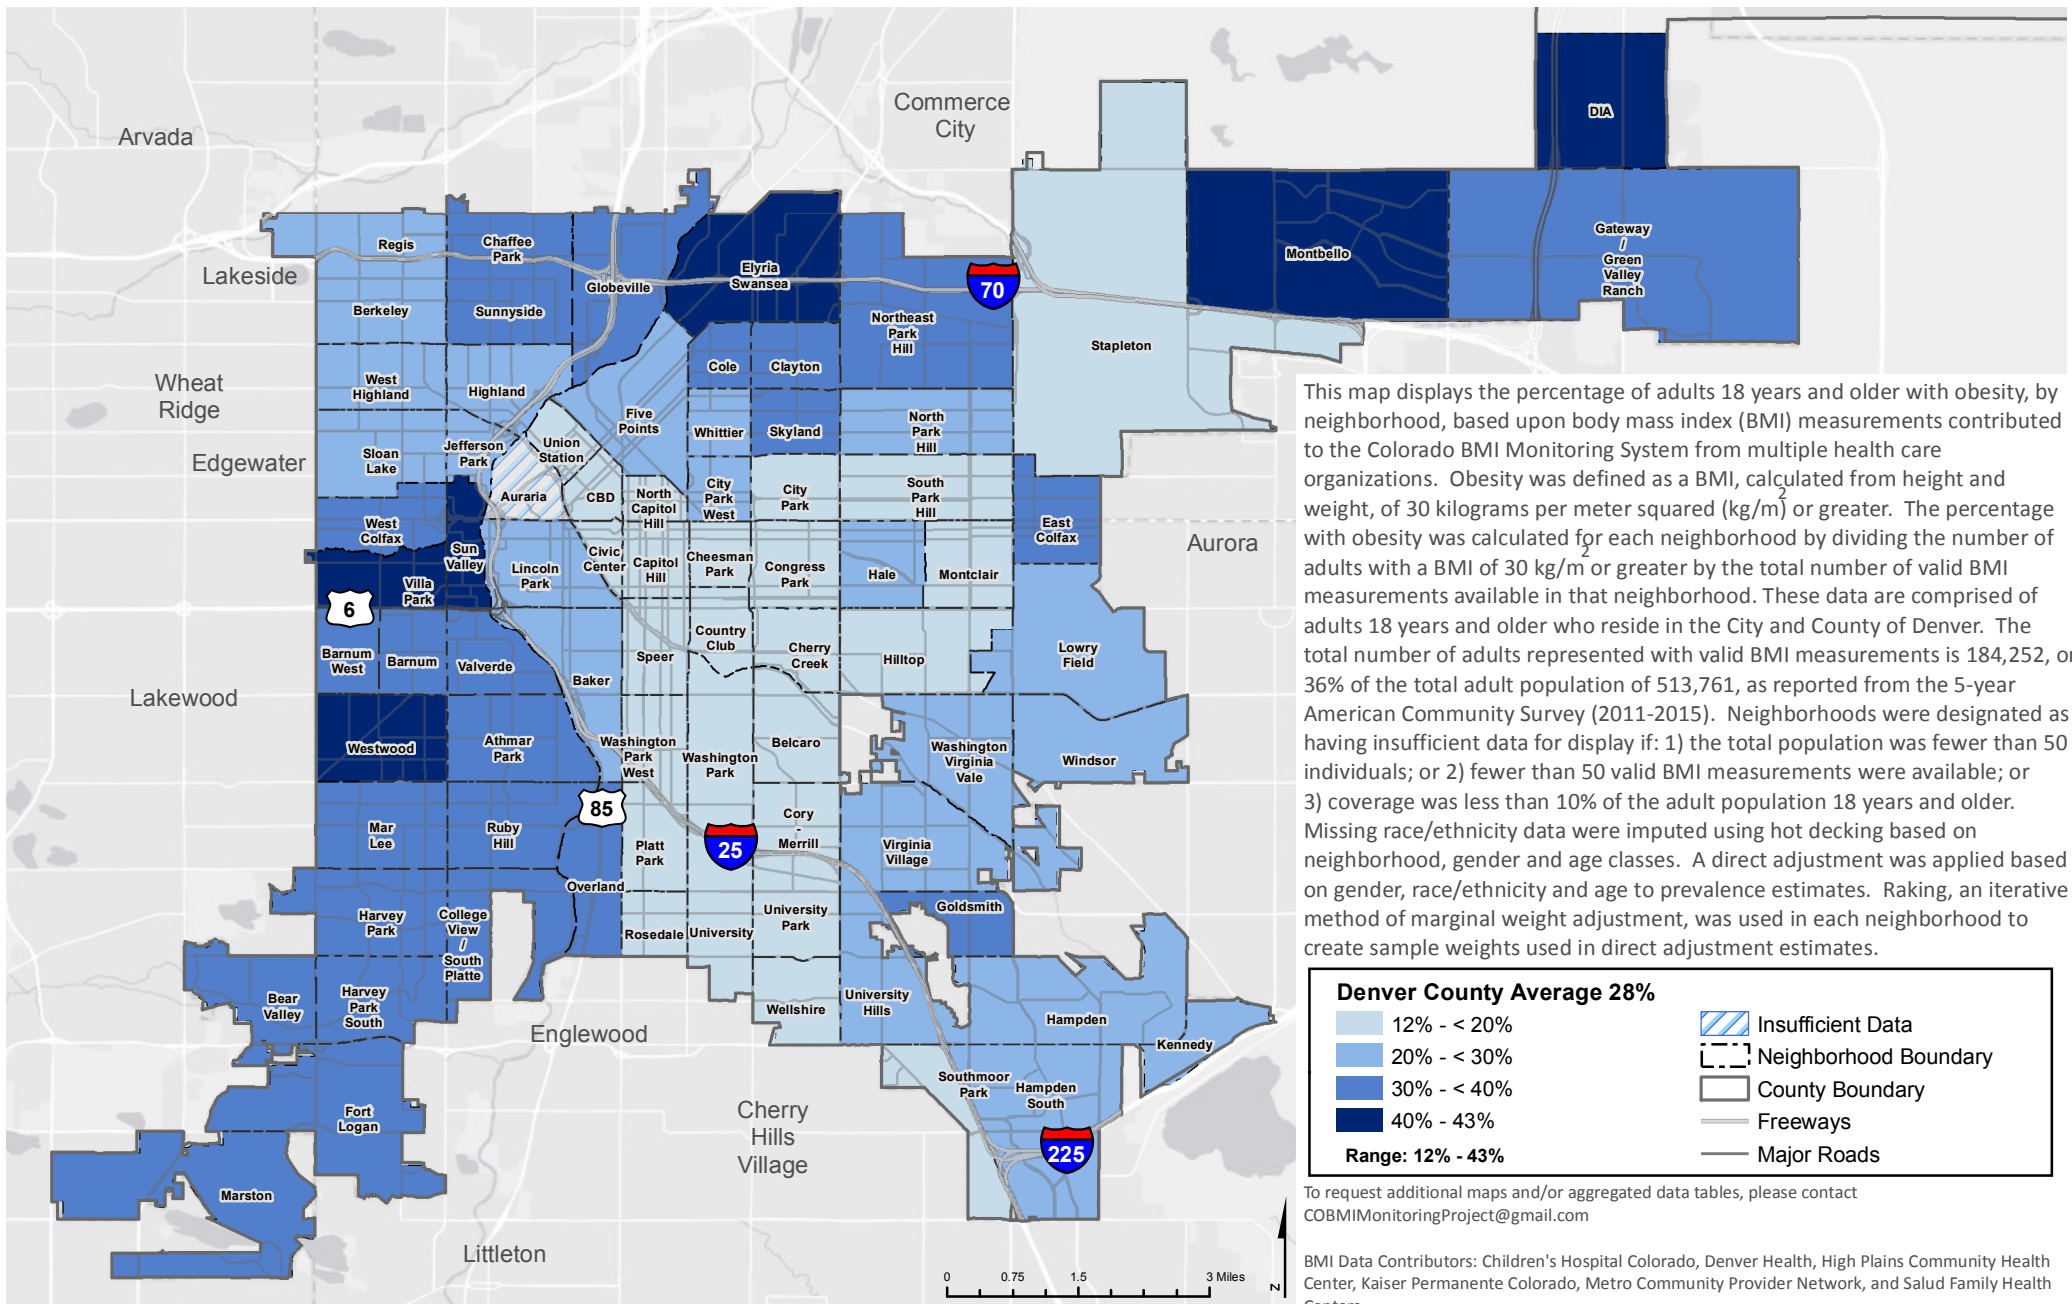 Commerce
City
DIA
Arvada
Regis
Chaffee
Park
Gateway
/
Green
Valley
Ranch
Montbello
Lakeside
Elyria
Swansea
Globeville
70
Berkeley
Sunnyside
Northeast
Park
Hill
Stapleton
Cole
Clayton
Wheat
Ridge
West
Highland
Highland
Five
Points
Whittier
Skyland
North
Park
Hill
Edgewater
Sloan
Lake
Jefferson
Park
Union
Station
Auraria
CBD
North
Capitol
Hill
City
Park
West
City
Park
South
Park
Hill
West
Colfax
East
Colfax
Aurora
Sun
Valley
Villa
Park
Lincoln
Park
Civic
Center
Capitol
Hill
Cheesman
Park
Congress
Park
Hale
Montclair
6
Barnum
West
Barnum
Valverde
Baker
Speer
Country
Club
Cherry
Creek
Hilltop
Lowry
Field
Lakewood
Westwood
Athmar
Park
Washington
Park
West
Washington
Park
Belcaro
Washington
Virginia
Vale
Windsor
85
Mar
Lee
Ruby
Hill
Platt
Park
25
Cory
-
Merrill
Virginia
Village
Overland
Harvey
Park
College
View
/
South
Platte
Rosedale
University
University
Park
Goldsmith
Bear
Valley
Harvey
Park
South
Wellshire
University
Hills
Hampden
Kennedy
Englewood
Southmoor
Park
Hampden
South
Fort
Logan
Cherry
Hills
Village
225
Marston
Littleton
0 0.75 1.5 3 Miles
N
This map displays the percentage of adults 18 years and older with obesity, by
neighborhood, based upon body mass index (BMI) measurements contributed
to the Colorado BMI Monitoring System from multiple health care
organizations. Obesity was defined as a BMI, calculated from height and
weight, of 30 kilograms per meter squared (kg/m²) or greater. The percentage
with obesity was calculated for each neighborhood by dividing the number of
adults with a BMI of 30 kg/m² or greater by the total number of valid BMI
measurements available in that neighborhood. These data are comprised of
adults 18 years and older who reside in the City and County of Denver. The
total number of adults represented with valid BMI measurements is 184,252, or
36% of the total adult population of 513,761, as reported from the 5-year
American Community Survey (2011-2015). Neighborhoods were designated as
having insufficient data for display if: 1) the total population was fewer than 50
individuals; or 2) fewer than 50 valid BMI measurements were available; or
3) coverage was less than 10% of the adult population 18 years and older.
Missing race/ethnicity data were imputed using hot decking based on
neighborhood, gender and age classes. A direct adjustment was applied based
on gender, race/ethnicity and age to prevalence estimates. Raking, an iterative
method of marginal weight adjustment, was used in each neighborhood to
create sample weights used in direct adjustment estimates.
Denver County Average 28%
12% - < 20%
20% - < 30%
30% - < 40%
40% - 43%
Range: 12% - 43%
Insufficient Data
Neighborhood Boundary
County Boundary
Freeways
Major Roads
To request additional maps and/or aggregated data tables, please contact
COBMIMonitoringProject@gmail.com
BMI Data Contributors: Children's Hospital Colorado, Denver Health, High Plains Community Health
Center, Kaiser Permanente Colorado, Metro Community Provider Network, and Salud Family Health